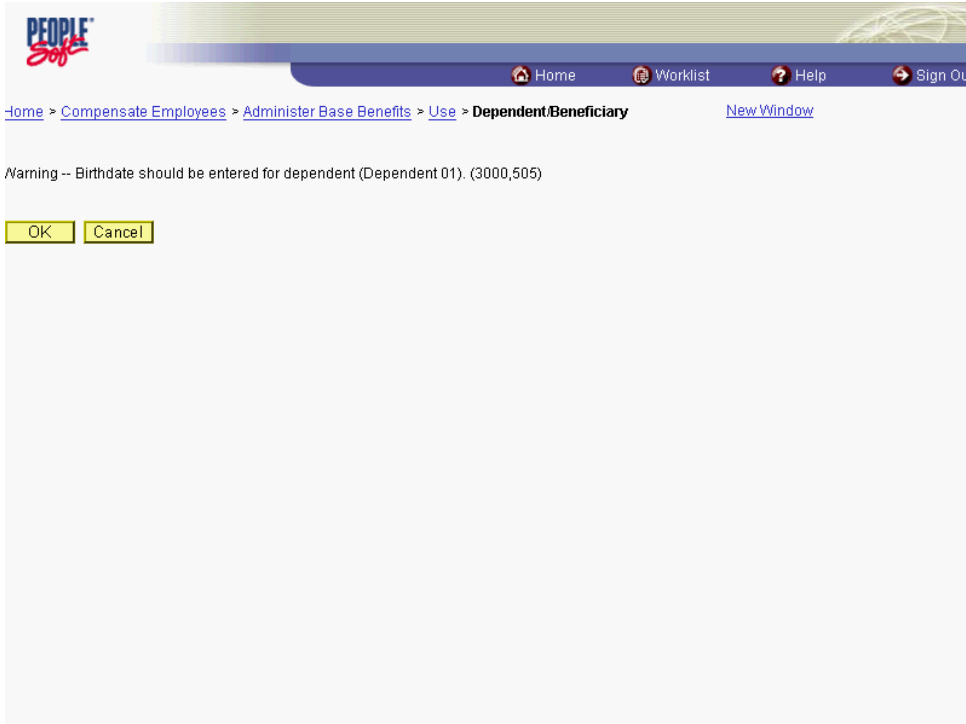 PEOPLE
Soft
Home Worklist Help Sign Ou
Home > Compensate Employees > Administer Base Benefits > Use > Dependent/Beneficiary New Window
Warning -- Birthdate should be entered for dependent (Dependent 01). (3000,505)
OK Cancel